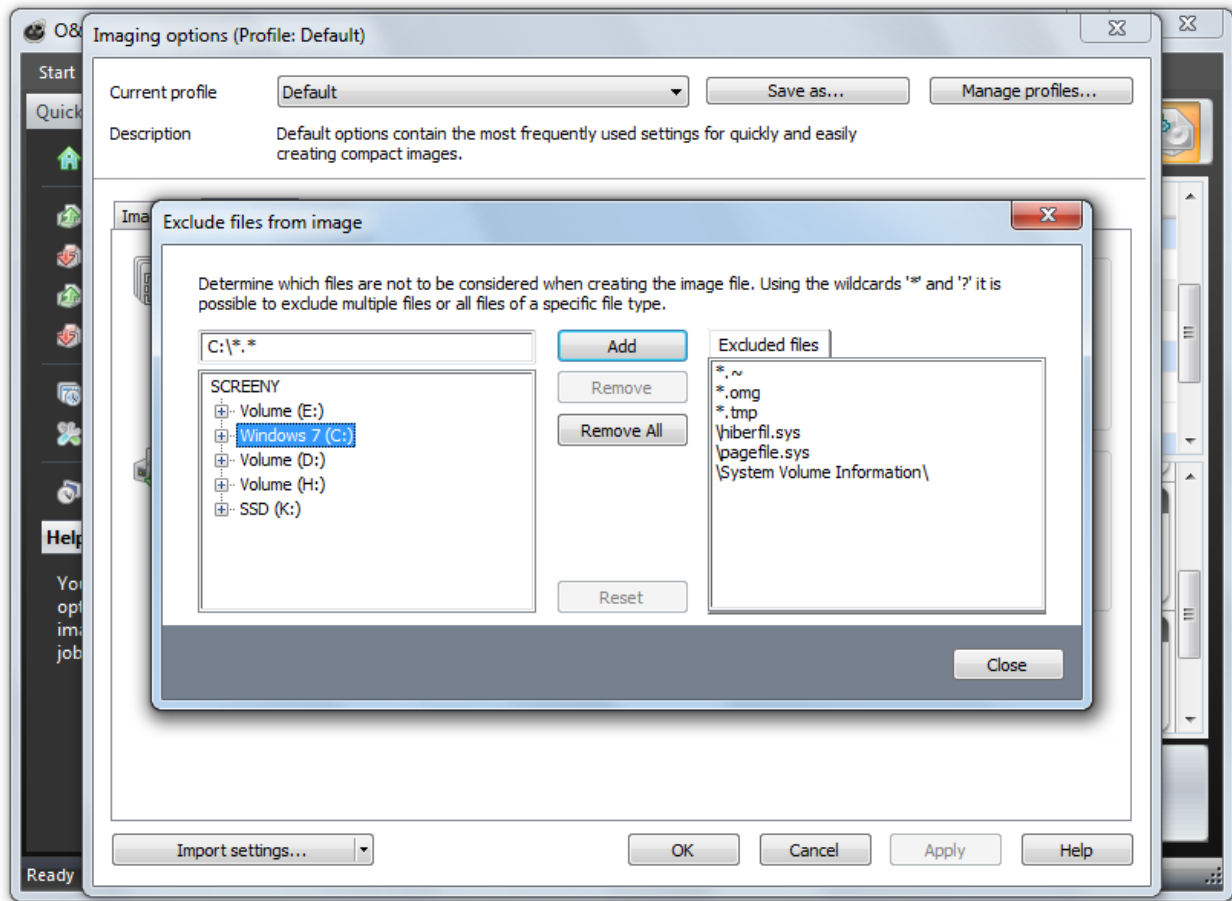 O&
Imaging options (Profile: Default)
Start
Quick
Current profile
Default
Save as...
Manage profiles...
Description
Default options contain the most frequently used settings for quickly and easily
creating compact images.
Ima
Exclude files from image
Determine which files are not to be considered when creating the image file. Using the wildcards '*' and '?' it is
possible to exclude multiple files or all files of a specific file type.
C:\*.*
Add
Excluded files
SCREENY
Volume (E:)
Windows 7 (C:)
Volume (D:)
Volume (H:)
SSD (K:)
Remove
Remove All
Reset
*.~
*.omg
*.tmp
\hiberfil.sys
\pagefile.sys
\System Volume Information\
Close
Help
You
opt
ima
job
Import settings...
OK
Cancel
Apply
Help
Ready